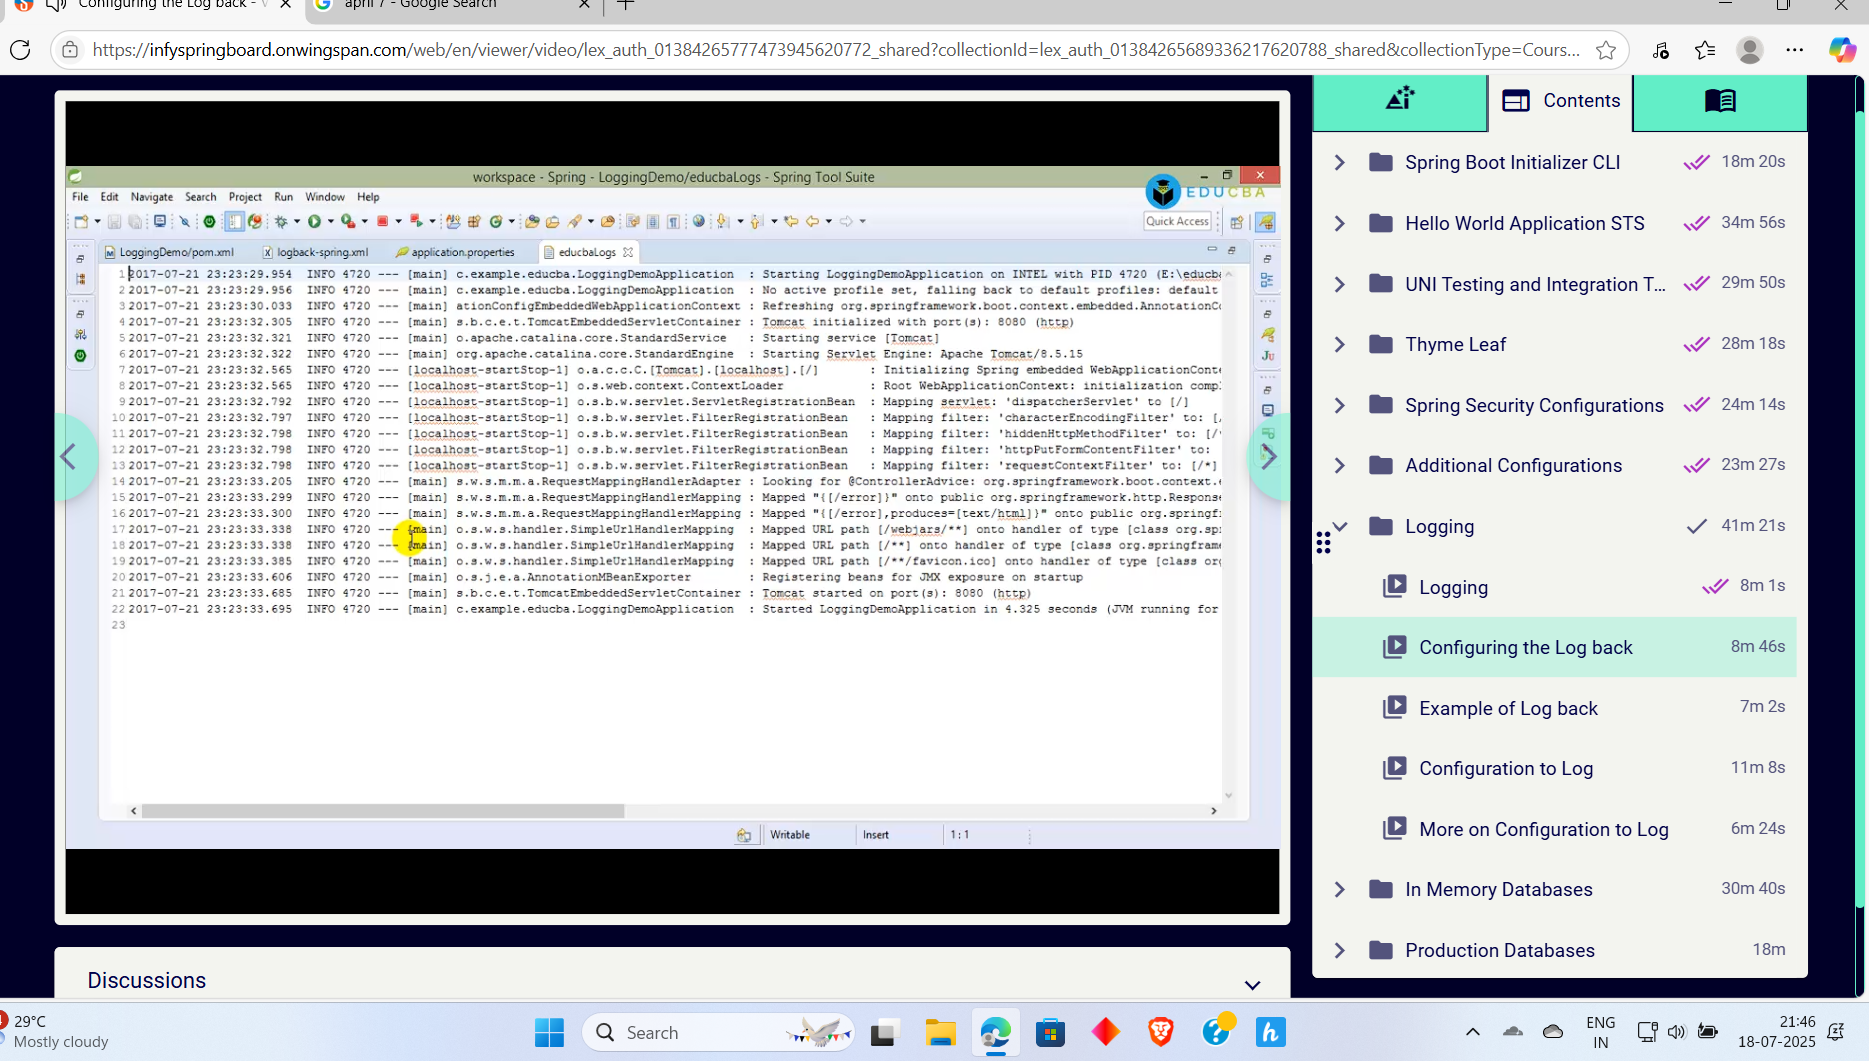 Configuring the Log back -
april 7 - Google Search
https://infyspringboard.onwingspan.com/web/en/viewer/video/lex_auth_01384265777473945620772_shared?collectionId=lex_auth_01384265689336217620788_shared&collectionType=Cours...
workspace - Spring - LoggingDemo/educbaLogs - Spring Tool Suite
EDUCBA
File Edit Navigate Search Project Run Window Help
Quick Access
LoggingDemo/pom.xml logback-spring.xml application.properties educbaLogs
1 2017-07-21 23:23:29.954 INFO 4720 --- [main] c.example.educba.LoggingDemoApplication : Starting LoggingDemoApplication on INTEL with PID 4720 (E:\educba
2 2017-07-21 23:23:29.956 INFO 4720 --- [main] c.example.educba.LoggingDemoApplication : No active profile set, falling back to default profiles: default
3 2017-07-21 23:23:30.033 INFO 4720 --- [main] ationConfigEmbeddedWebApplicationContext : Refreshing org.springframework.boot.context.embedded.AnnotationCo
4 2017-07-21 23:23:32.305 INFO 4720 --- [main] s.b.c.e.t.TomcatEmbeddedServletContainer : Tomcat initialized with port(s): 8080 (http)
5 2017-07-21 23:23:32.321 INFO 4720 --- [main] o.apache.catalina.core.StandardService : Starting service [Tomcat]
6 2017-07-21 23:23:32.322 INFO 4720 --- [main] org.apache.catalina.core.StandardEngine : Starting Servlet Engine: Apache Tomcat/8.5.15
7 2017-07-21 23:23:32.565 INFO 4720 --- [localhost-startStop-1] o.a.c.c.C.[Tomcat].[localhost].[/] : Initializing Spring embedded WebApplicationConte
8 2017-07-21 23:23:32.565 INFO 4720 --- [localhost-startStop-1] o.s.web.context.ContextLoader : Root WebApplicationContext: initialization compl
9 2017-07-21 23:23:32.792 INFO 4720 --- [localhost-startStop-1] o.s.b.w.servlet.ServletRegistrationBean : Mapping servlet: 'dispatcherServlet' to [/]
10 2017-07-21 23:23:32.797 INFO 4720 --- [localhost-startStop-1] o.s.b.w.servlet.FilterRegistrationBean : Mapping filter: 'characterEncodingFilter' to: [/
11 2017-07-21 23:23:32.798 INFO 4720 --- [localhost-startStop-1] o.s.b.w.servlet.FilterRegistrationBean : Mapping filter: 'hiddenHttpMethodFilter' to: [/*
12 2017-07-21 23:23:32.798 INFO 4720 --- [localhost-startStop-1] o.s.b.w.servlet.FilterRegistrationBean : Mapping filter: 'httpPutFormContentFilter' to:
13 2017-07-21 23:23:32.798 INFO 4720 --- [localhost-startStop-1] o.s.b.w.servlet.FilterRegistrationBean : Mapping filter: 'requestContextFilter' to: [/*]
14 2017-07-21 23:23:33.205 INFO 4720 --- [main] s.w.s.m.m.a.RequestMappingHandlerAdapter : Looking for @ControllerAdvice: org.springframework.boot.context.e
15 2017-07-21 23:23:33.299 INFO 4720 --- [main] s.w.s.m.m.a.RequestMappingHandlerMapping : Mapped "{[/error]}" onto public org.springframework.http.Respons
16 2017-07-21 23:23:33.300 INFO 4720 --- [main] s.w.s.m.m.a.RequestMappingHandlerMapping : Mapped "{[/error],produces=[text/html]}" onto public org.springf
17 2017-07-21 23:23:33.338 INFO 4720 --- [main] o.s.w.s.handler.SimpleUrlHandlerMapping : Mapped URL path [/webjars/**] onto handler of type [class org.sp
18 2017-07-21 23:23:33.338 INFO 4720 --- [main] o.s.w.s.handler.SimpleUrlHandlerMapping : Mapped URL path [/**] onto handler of type [class org.springframe
19 2017-07-21 23:23:33.385 INFO 4720 --- [main] o.s.w.s.handler.SimpleUrlHandlerMapping : Mapped URL path [/**/favicon.ico] onto handler of type [class org
20 2017-07-21 23:23:33.606 INFO 4720 --- [main] o.s.j.e.a.AnnotationMBeanExporter : Registering beans for JMX exposure on startup
21 2017-07-21 23:23:33.685 INFO 4720 --- [main] s.b.c.e.t.TomcatEmbeddedServletContainer : Tomcat started on port(s): 8080 (http)
22 2017-07-21 23:23:33.695 INFO 4720 --- [main] c.example.educba.LoggingDemoApplication : Started LoggingDemoApplication in 4.325 seconds (JVM running for
23
Ju
Writable Insert 1 : 1
Contents
Spring Boot Initializer CLI 18m 20s
Hello World Application STS 34m 56s
UNI Testing and Integration T... 29m 50s
Thyme Leaf 28m 18s
Spring Security Configurations 24m 14s
Additional Configurations 23m 27s
Logging 41m 21s
Logging 8m 1s
Configuring the Log back 8m 46s
Example of Log back 7m 2s
Configuration to Log 11m 8s
More on Configuration to Log 6m 24s
In Memory Databases 30m 40s
Production Databases 18m
Discussions
29°C
Mostly cloudy
Search
ENG
IN
21:46
18-07-2025